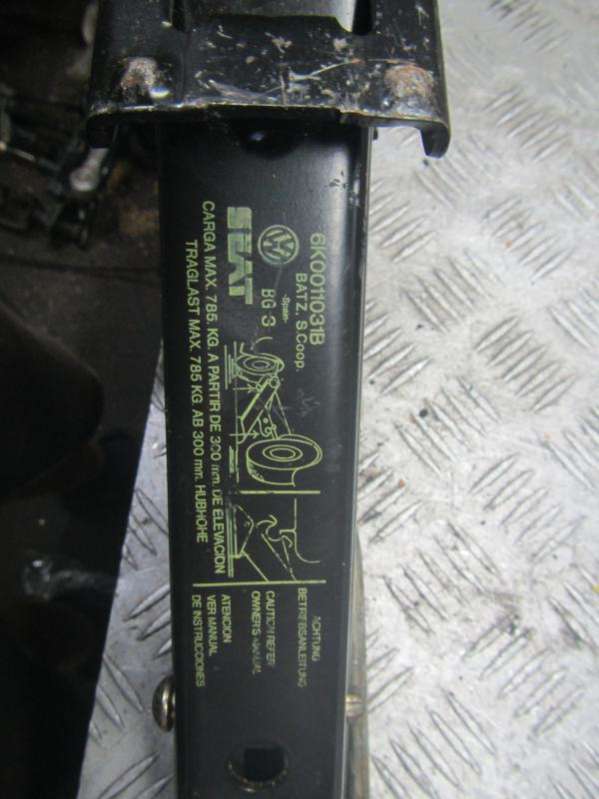 6K0011031B
BATZ, S.Coop.
-Spain-
BG 3
SEAT
CARGA MAX. 785. KG. A PARTIR DE 300 mm. DE ELEVACION
TRAGLAST MAX. 785 KG. AB 300 mm. HUBHOHE
ACHTUNG
BETRIEBSANLEITUNG
CAUTION REFER
OWNER'S MANUAL
ATENCION
VER MANUAL
DE INSTRUCCIONES